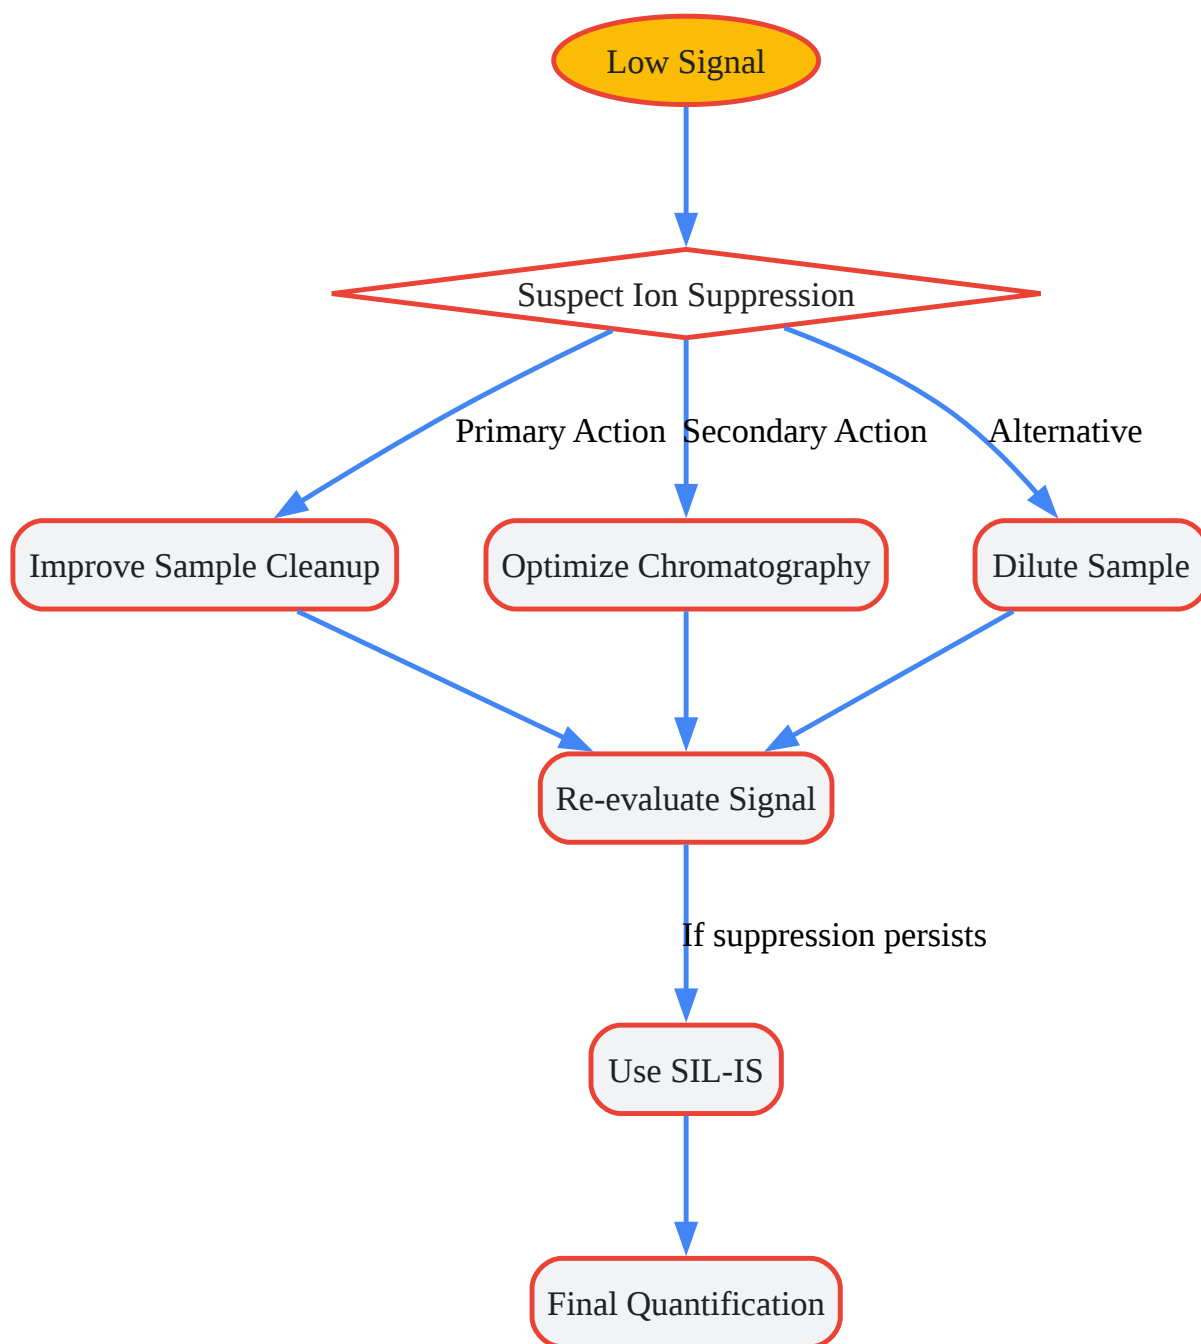 Low Signal
Suspect Ion Suppression
Primary Action
Secondary Action
Alternative
Improve Sample Cleanup
Optimize Chromatography
Dilute Sample
Re-evaluate Signal
If suppression persists
Use SIL-IS
Final Quantification